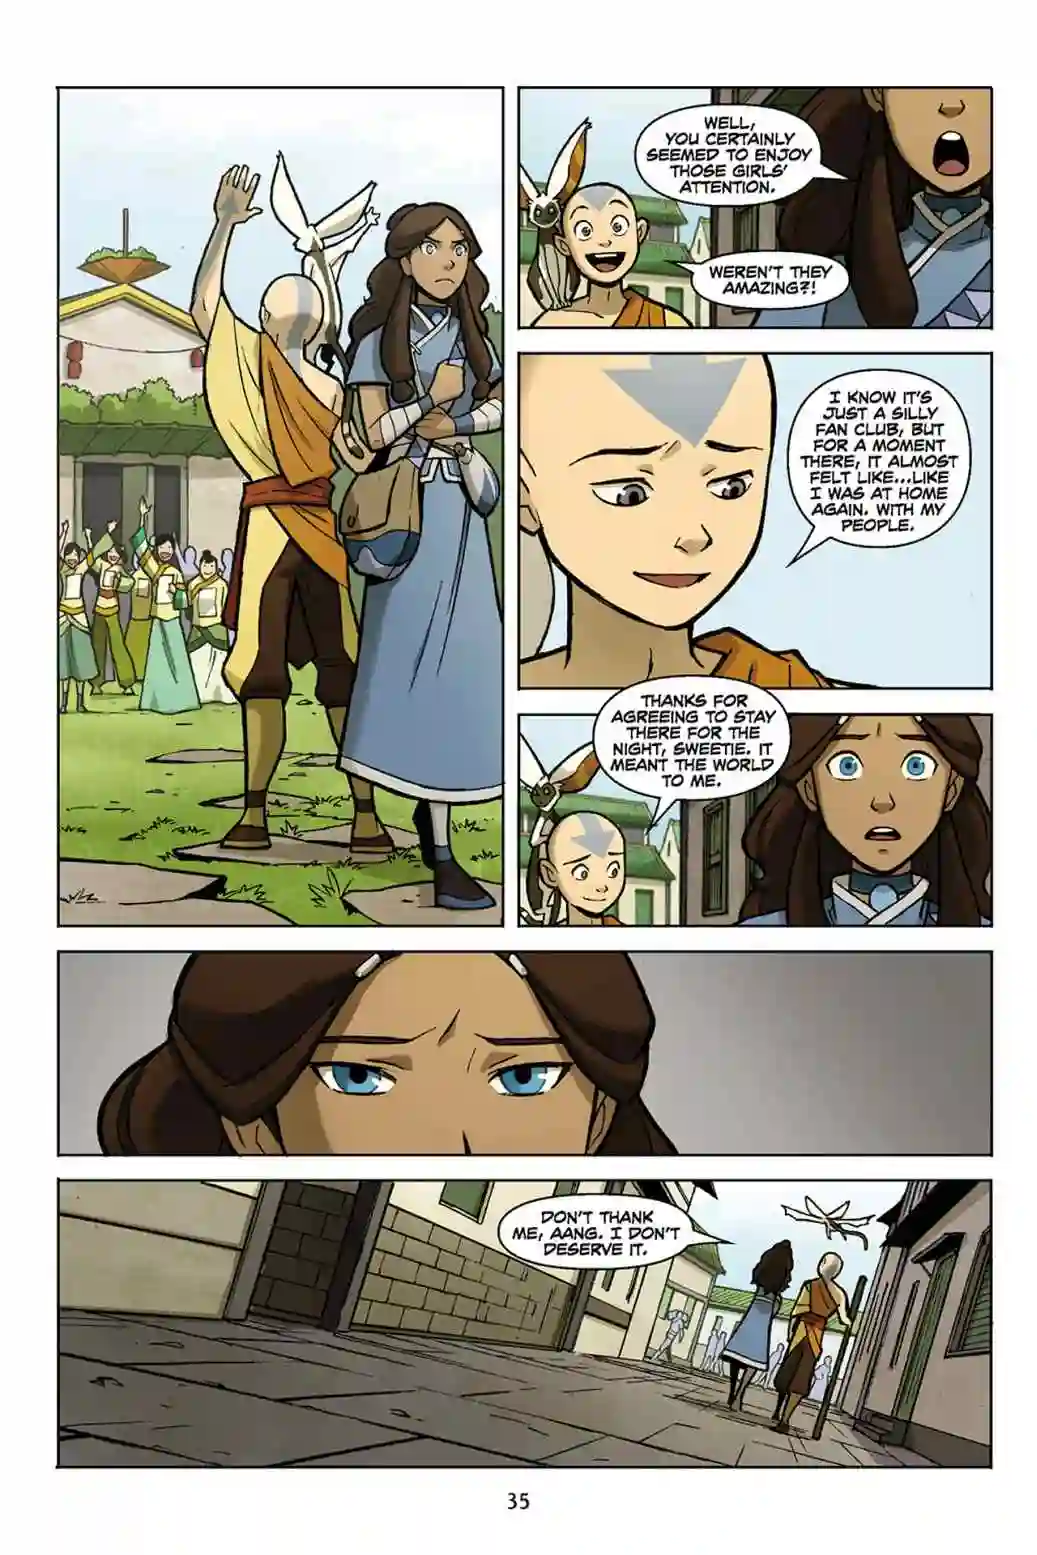 WELL,
YOU CERTAINLY
SEEMED TO ENJOY
THOSE GIRLS'
ATTENTION.
WEREN'T THEY
AMAZING?!
I KNOW IT'S
JUST A SILLY
FAN CLUB, BUT
FOR A MOMENT
THERE, IT ALMOST
FELT LIKE...LIKE
I WAS AT HOME
AGAIN. WITH MY
PEOPLE.
THANKS FOR
AGREEING TO STAY
THERE FOR THE
NIGHT, SWEETIE. IT
MEANT THE WORLD
TO ME.
DON'T THANK
ME, AANG. I DON'T
DESERVE IT.
35